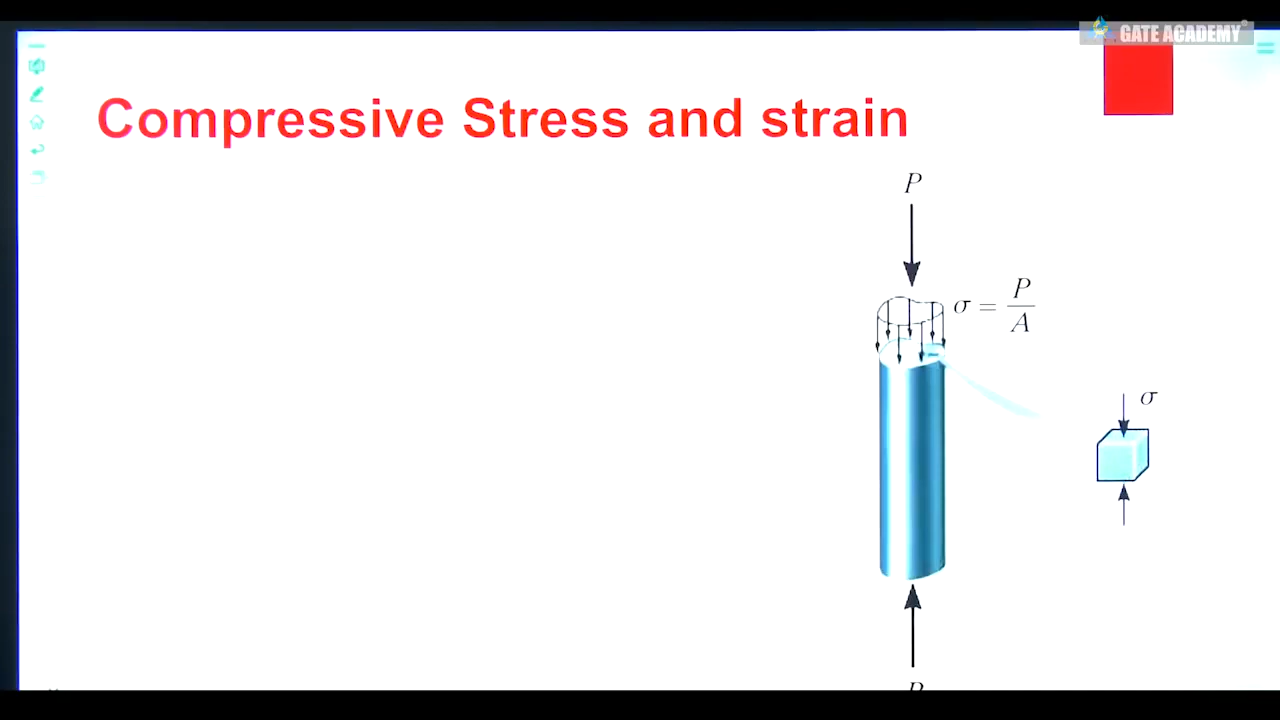 GATE ACADEMY®
Compressive Stress and strain
P
σ = P/A
σ